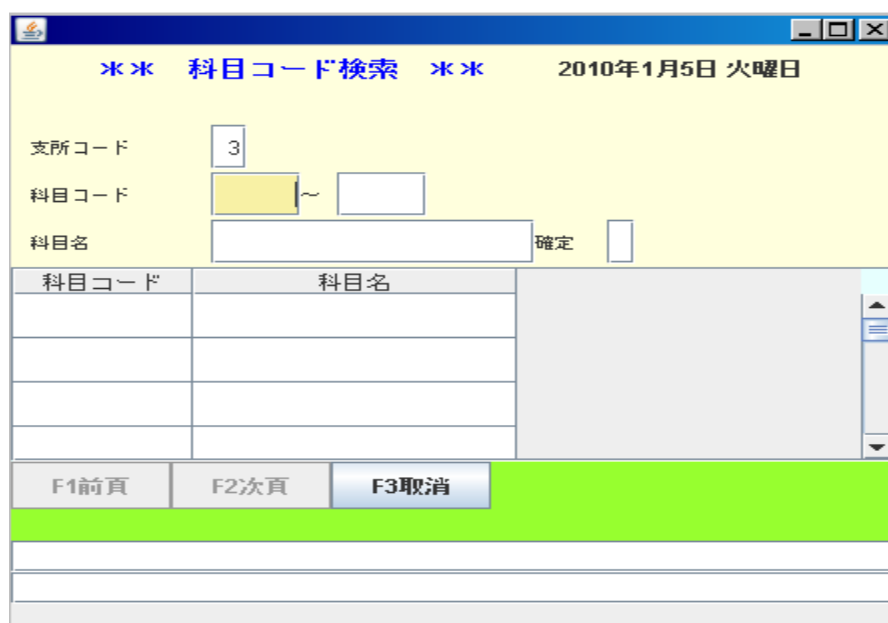 ** 科目コード検索 ** 2010年1月5日 火曜日
支所コード 3
科目コード ～
科目名 確定
科目コード 科目名
F1前頁 F2次頁 F3取消